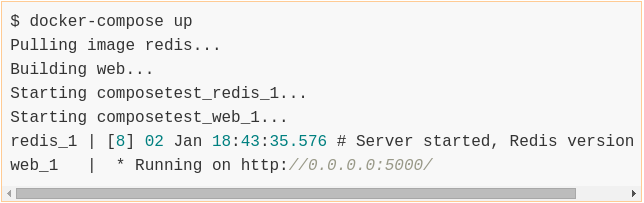 $ docker-compose up
Pulling image redis...
Building web...
Starting composetest_redis_1...
Starting composetest_web_1...
redis_1 | [8] 02 Jan 18:43:35.576 # Server started, Redis version
web_1   |  * Running on http://0.0.0.0:5000/